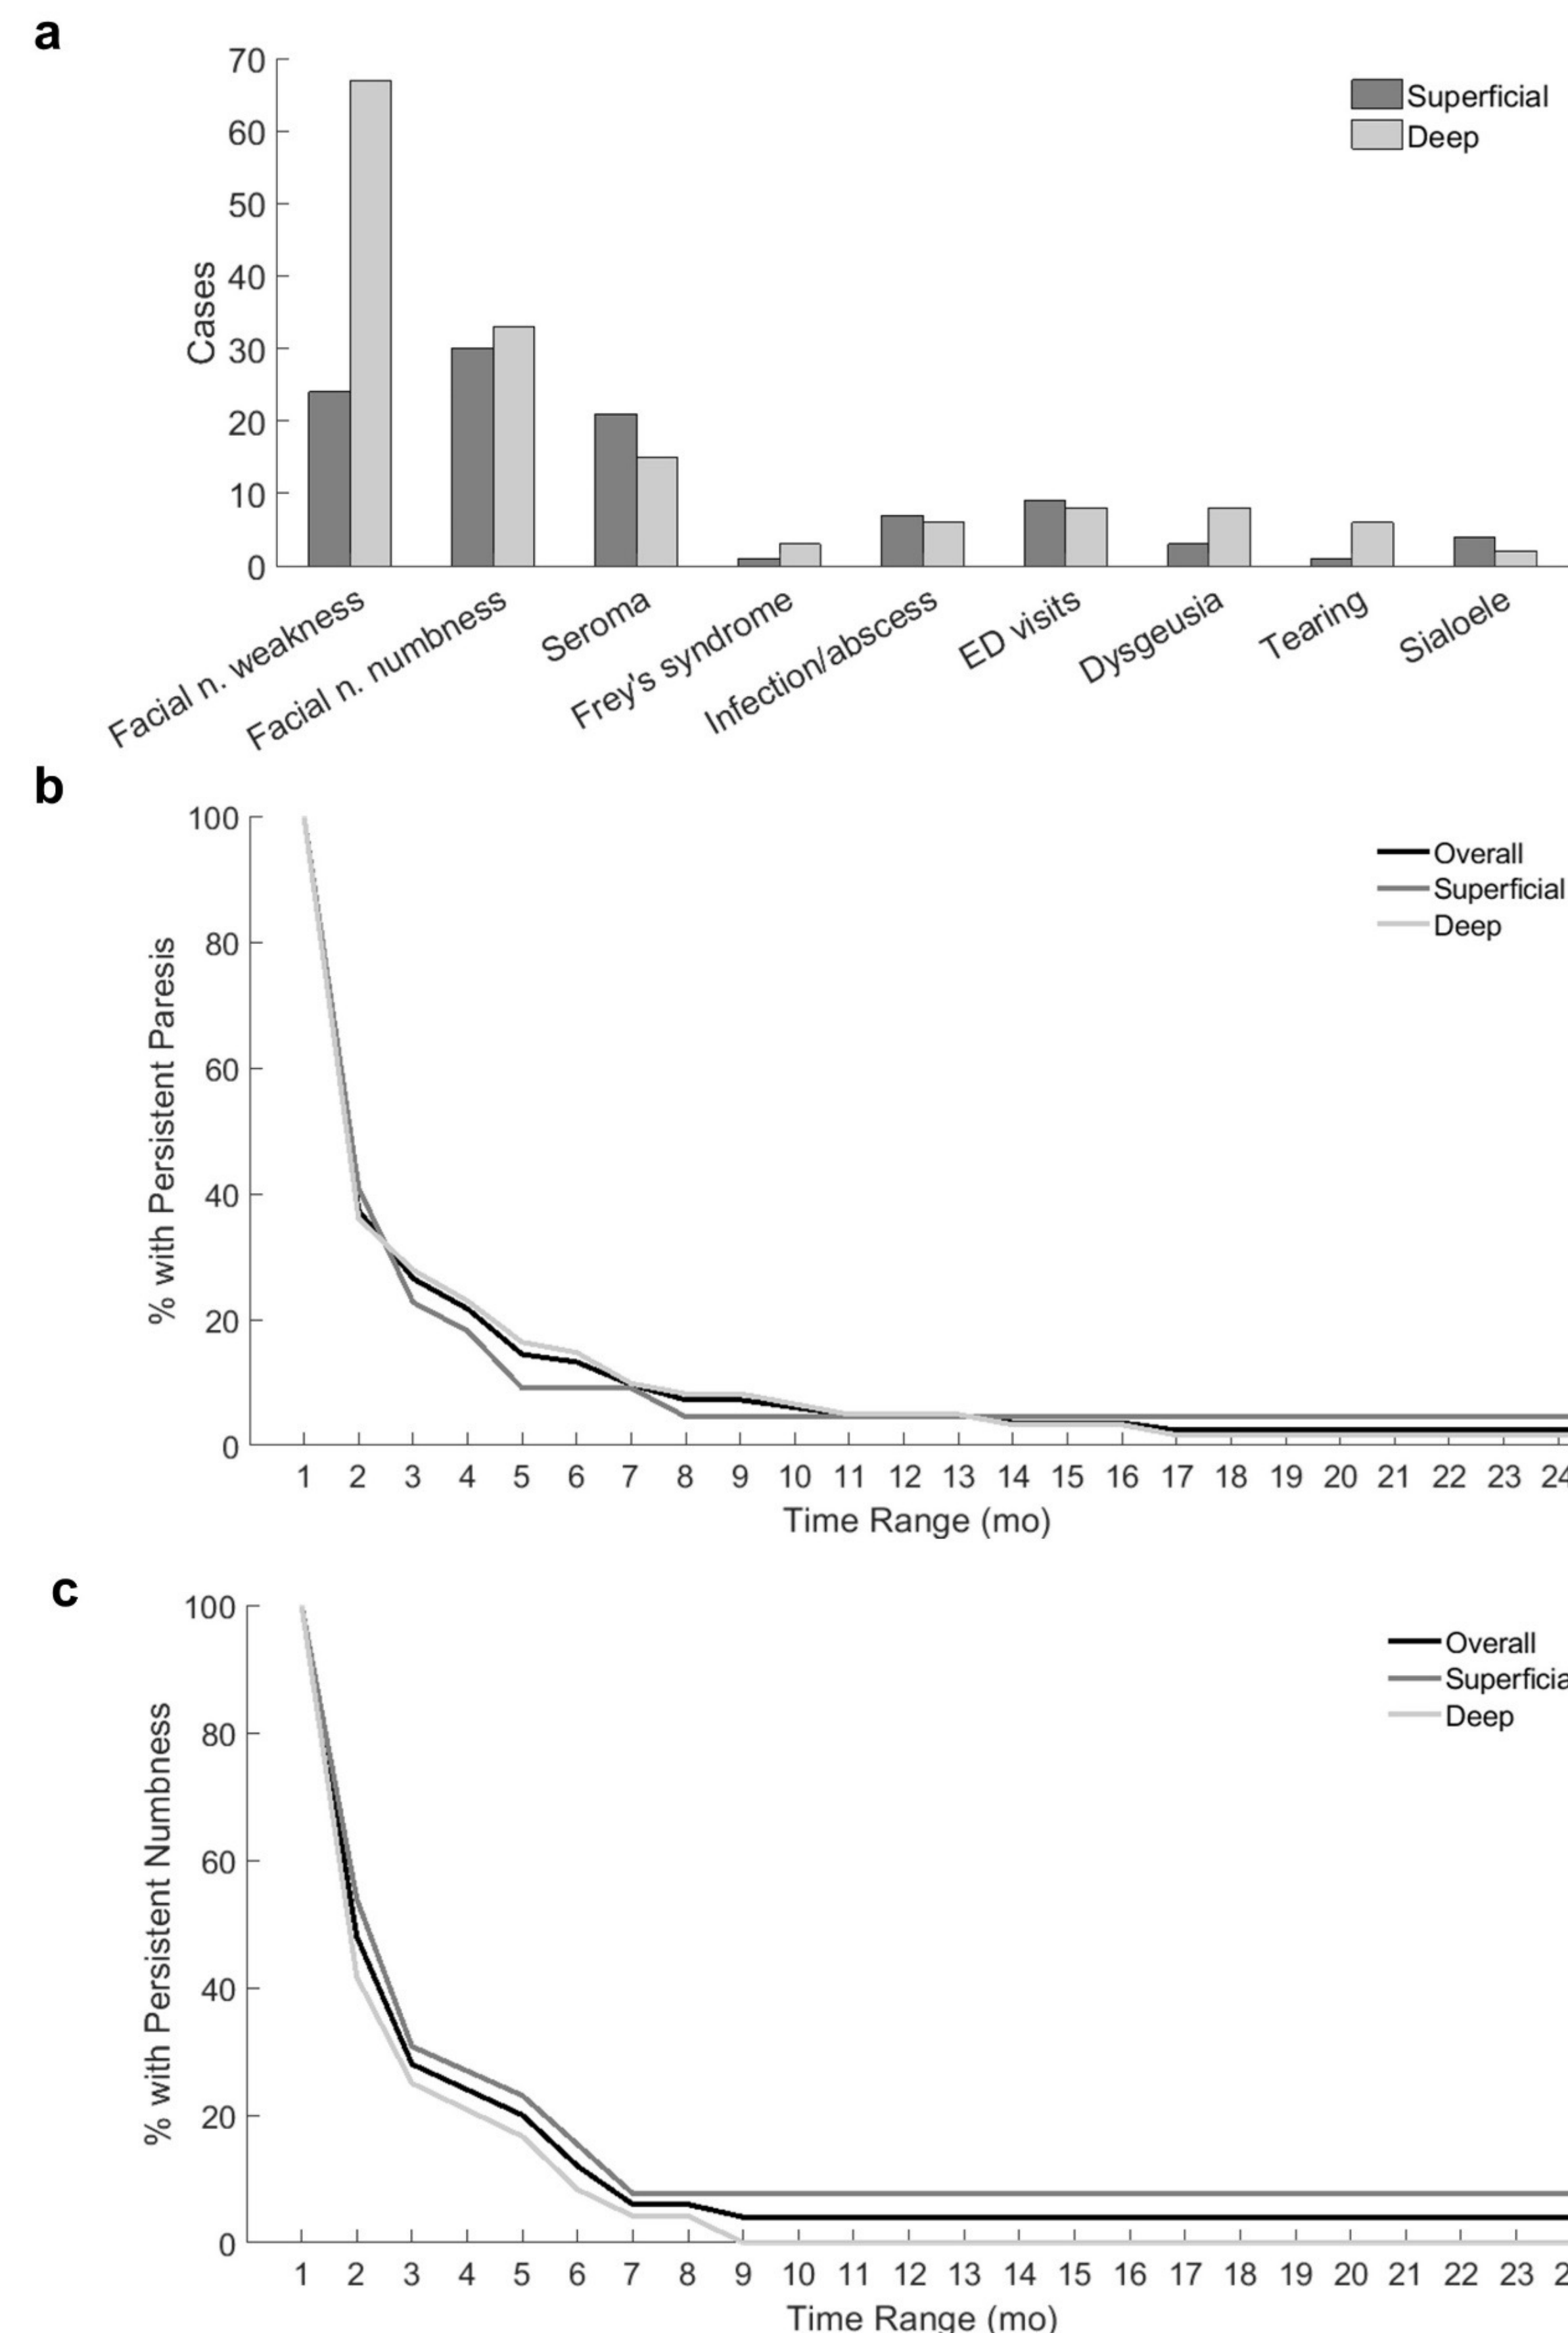 a
70
60
50
40
30
20
10
0
Cases
Superficial
Deep
Facial n. weakness
Facial n. numbness
Seroma
Frey's syndrome
Infection/abscess
ED visits
Dysgeusia
Tearing
Sialoele
b
100
80
60
40
20
0
% with Persistent Paresis
Overall
Superficial
Deep
1 2 3 4 5 6 7 8 9 10 11 12 13 14 15 16 17 18 19 20 21 22 23 24
Time Range (mo)
c
100
80
60
40
20
0
% with Persistent Numbness
Overall
Superficia
Deep
1 2 3 4 5 6 7 8 9 10 11 12 13 14 15 16 17 18 19 20 21 22 23 2
Time Range (mo)